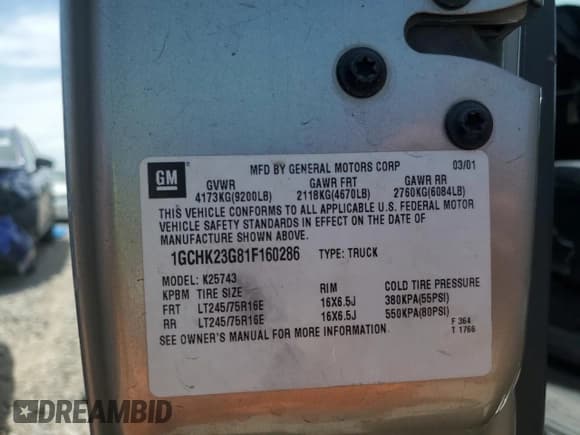 GM
MFD BY GENERAL MOTORS CORP 03/01
GVWR GAWR FRT GAWR RR
4173KG(9200LB) 2118KG(4670LB) 2760KG(6084LB)
THIS VEHICLE CONFORMS TO ALL APPLICABLE U.S. FEDERAL MOTOR
VEHICLE SAFETY STANDARDS IN EFFECT ON THE DATE OF
MANUFACTURE SHOWN ABOVE.
1GCHK23G81F160286 TYPE: TRUCK
MODEL: K25743
KPBM TIRE SIZE RIM COLD TIRE PRESSURE
FRT LT245/75R16E 16X6.5J 380KPA(55PSI)
RR LT245/75R16E 16X6.5J 550KPA(80PSI)
SEE OWNER'S MANUAL FOR MORE INFORMATION.
F 364
T 1766
DREAMBID